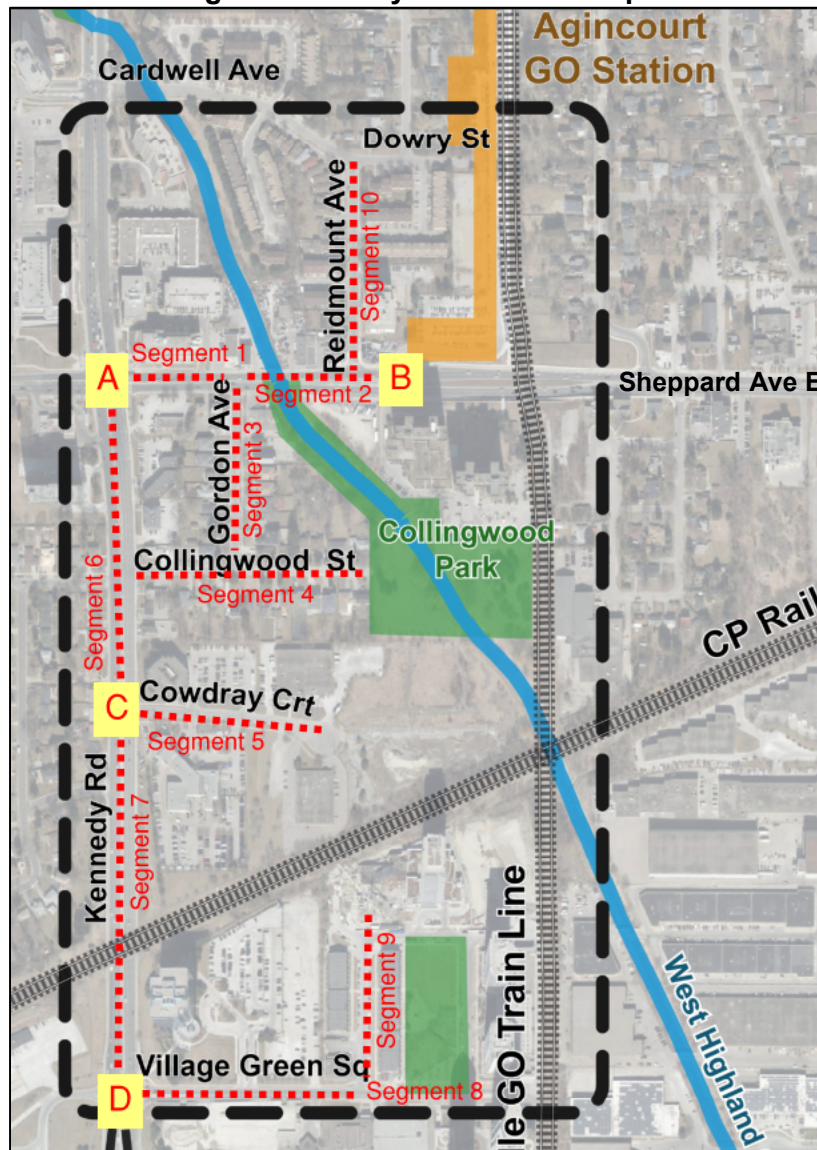 Agincourt
GO Station
Cardwell Ave
Dowry St
Reidmount Ave
Segment 10
Segment 1
A
B
Segment 2
Sheppard Ave E
Gordon Ave
Segment 3
Collingwood St
Segment 4
Collingwood
Park
Segment 6
CP Rail
C
Cowdray Crt
Segment 5
Kennedy Rd
Segment 7
Segment 9
lle GO Train Line
West Highland
Village Green Sq
Segment 8
D